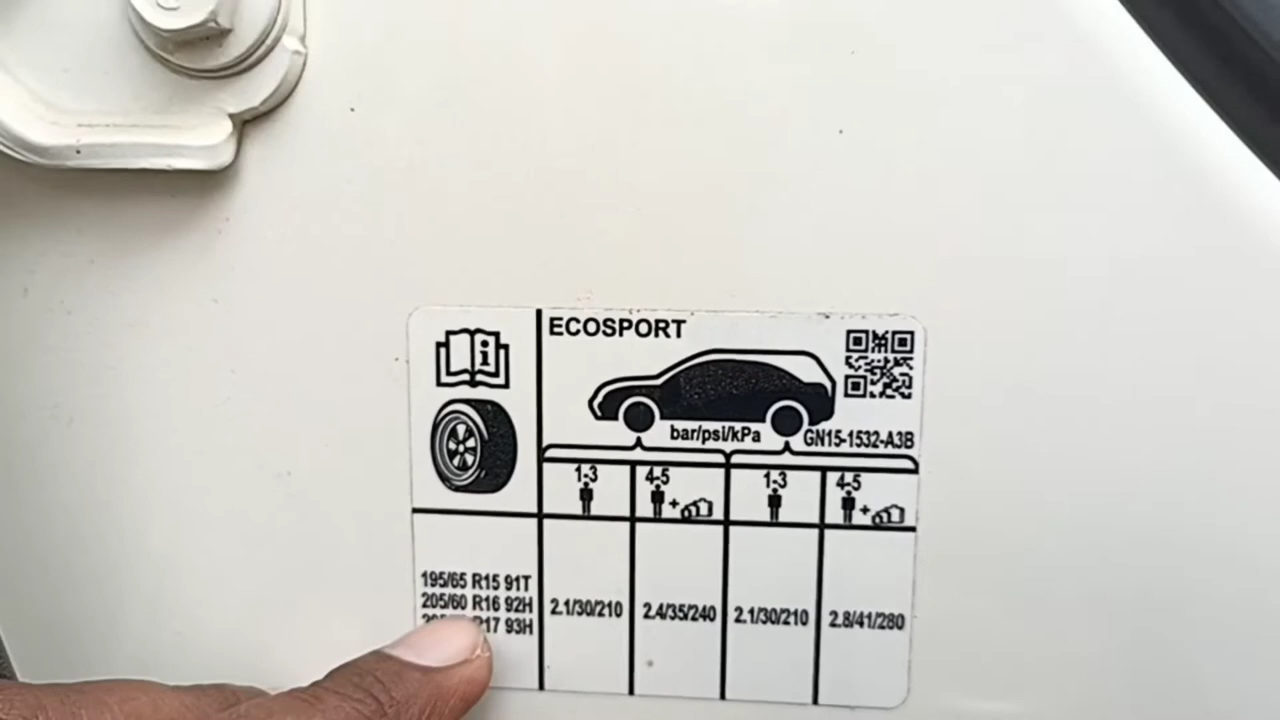 ECOSPORT
bar/psi/kPa
GN15-1532-A3B
1-3
4-5
+
1-3
4-5
+
195/65 R15 91T
205/60 R16 92H
R17 93H
2.1/30/210
2.4/35/240
2.1/30/210
2.8/41/280